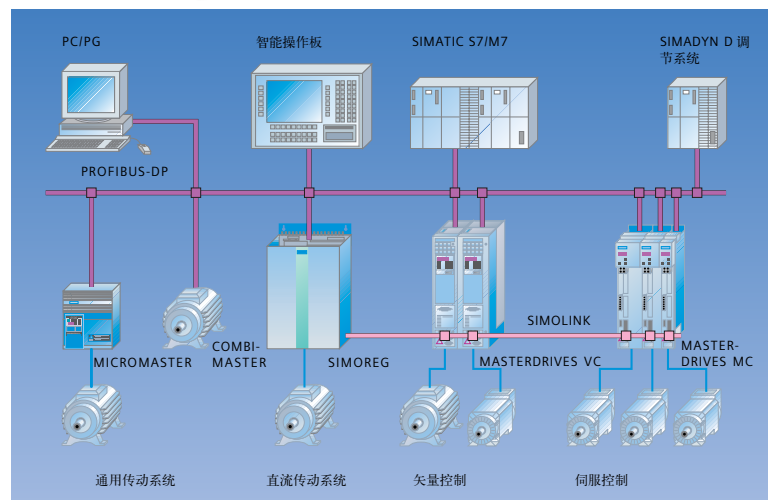 PC/PG
智能操作板
SIMATIC S7/M7
SIMADYN D 调
节系统
PROFIBUS-DP
SIMOLINK
MICROMASTER
COMBI-
MASTER
SIMOREG
MASTERDRIVES VC
MASTER-
DRIVES MC
通用传动系统
直流传动系统
矢量控制
伺服控制